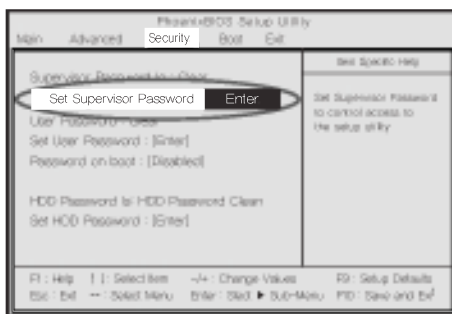 PhoenixBIOS Setup Utility
Main Advanced Security Boot Exit
Item Specific Help
Supervisor Password Is : Clear
Set Supervisor Password Enter
Set Supervisor Password
to control access to
the setup utility
User Password : Clear
Set User Password : [Enter]
Password on boot : [Disabled]
HDD Password Is HDD Password Clean
Set HDD Password : [Enter]
F1 : Help ↑ ↓ : Select Item -/+ : Change Values F9 : Setup Defaults
Esc : Exit ↔ : Select Menu Enter : Slect ▶ Sub-Menu F10 : Save and Exit